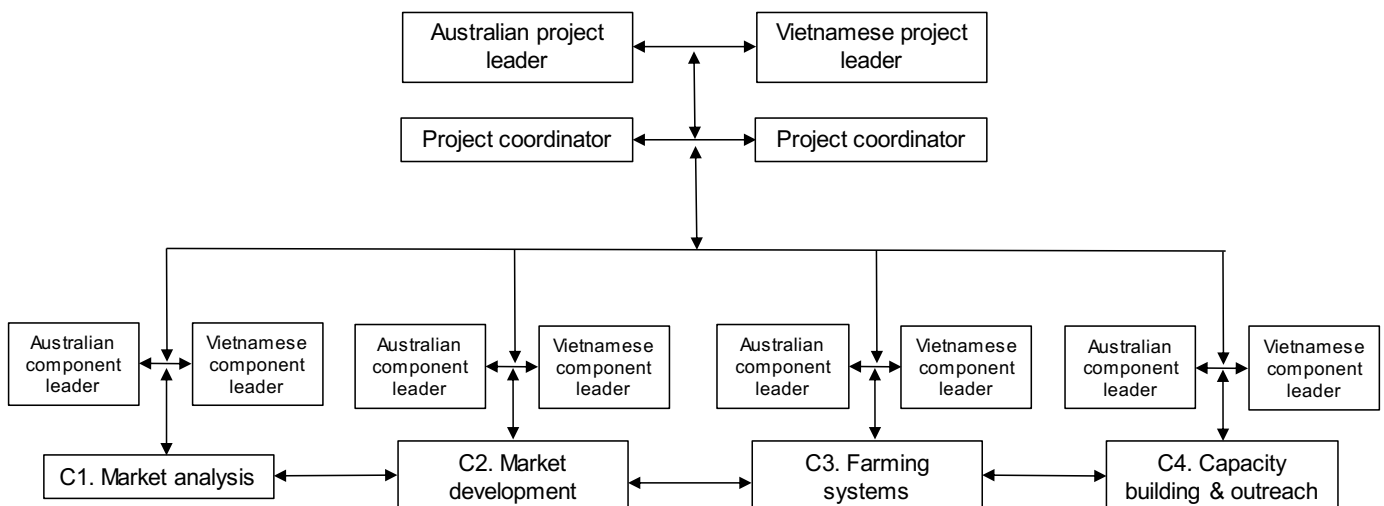 Australian project
leader
Vietnamese project
leader
Project coordinator
Project coordinator
Australian
component
leader
Vietnamese
component
leader
Australian
component
leader
Vietnamese
component
leader
Australian
component
leader
Vietnamese
component
leader
Australian
component
leader
Vietnamese
component
leader
C1. Market analysis
C2. Market
development
C3. Farming
systems
C4. Capacity
building & outreach